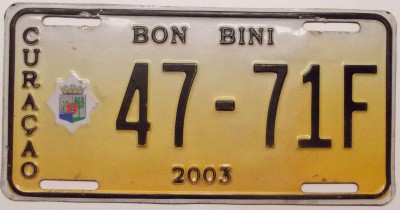 BON BINI
CURAÇAO
47-71F
2003